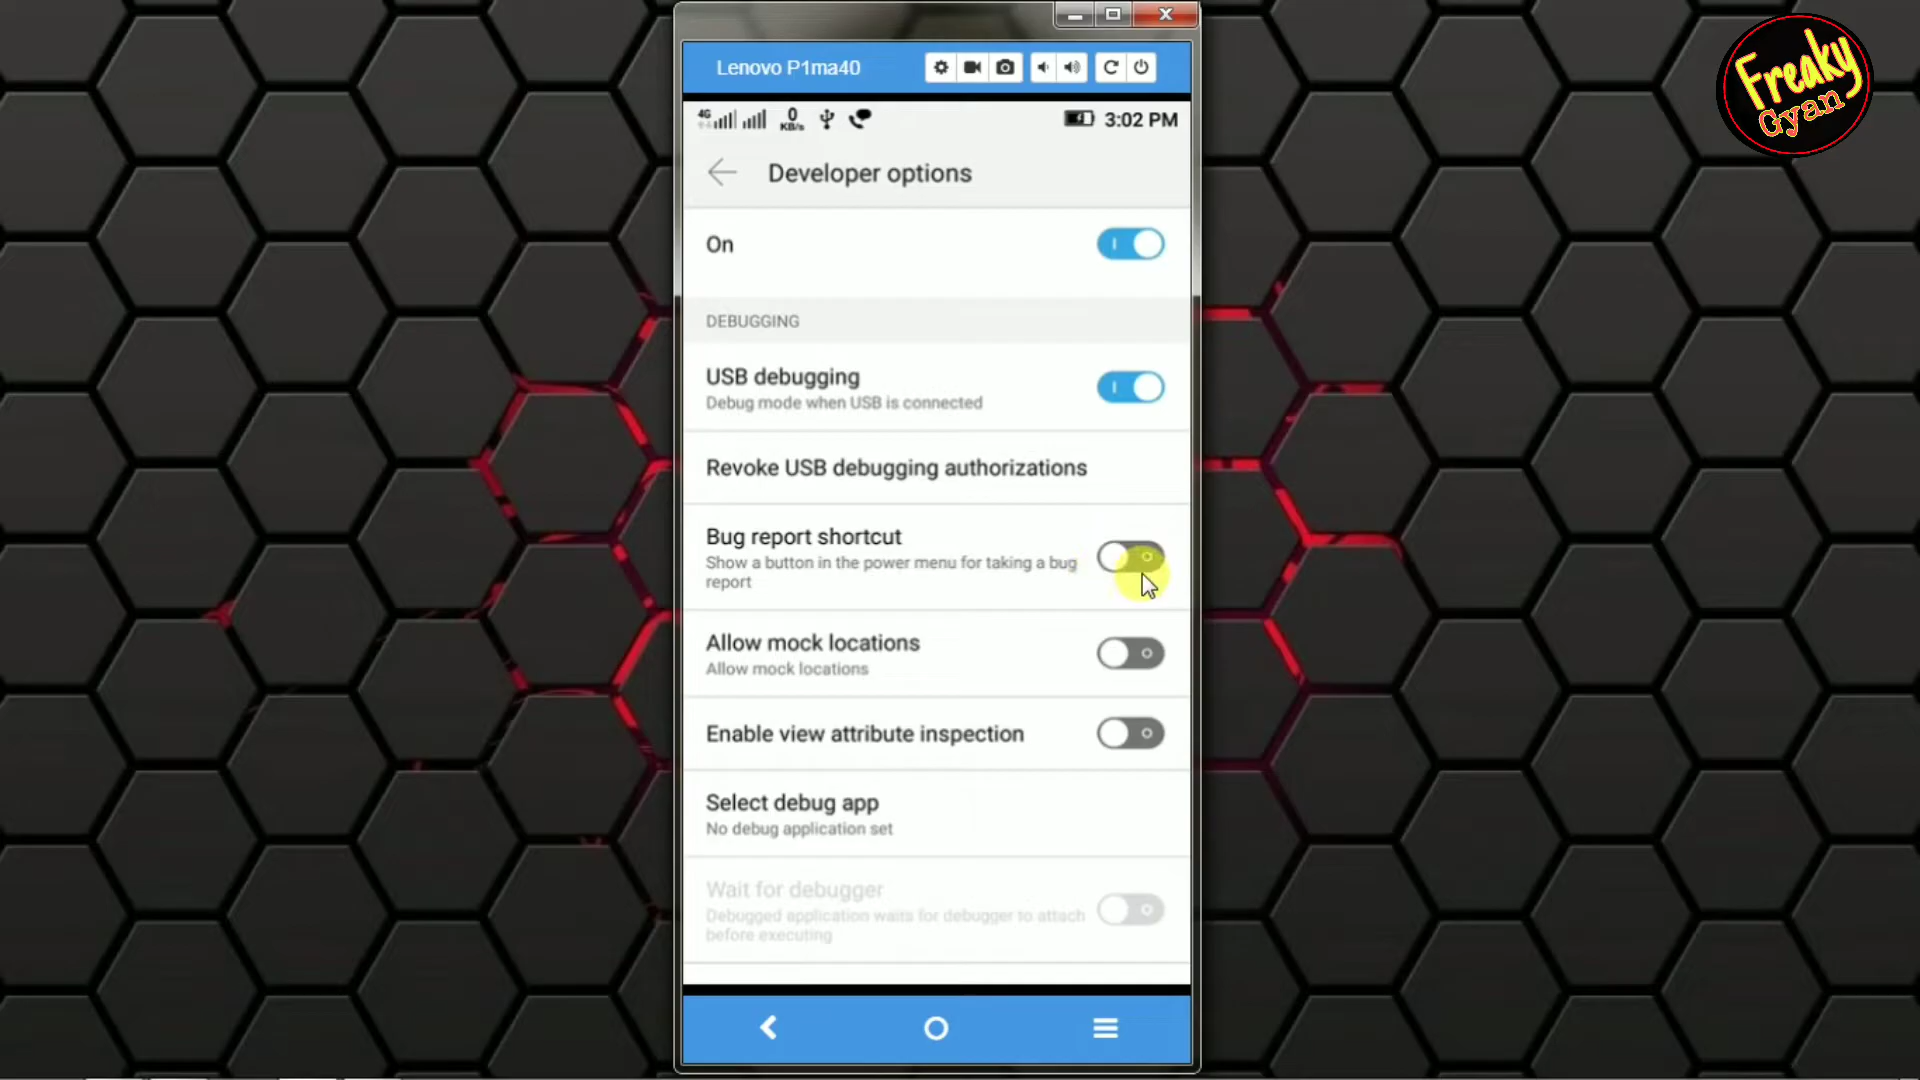 Freaky
Gyan
Lenovo P1ma40
4G
0
KB/s
3:02 PM
Developer options
On
DEBUGGING
USB debugging
Debug mode when USB is connected
Revoke USB debugging authorizations
Bug report shortcut
Show a button in the power menu for taking a bug
report
Allow mock locations
Allow mock locations
Enable view attribute inspection
Select debug app
No debug application set
Wait for debugger
Debugged application waits for debugger to attach
before executing